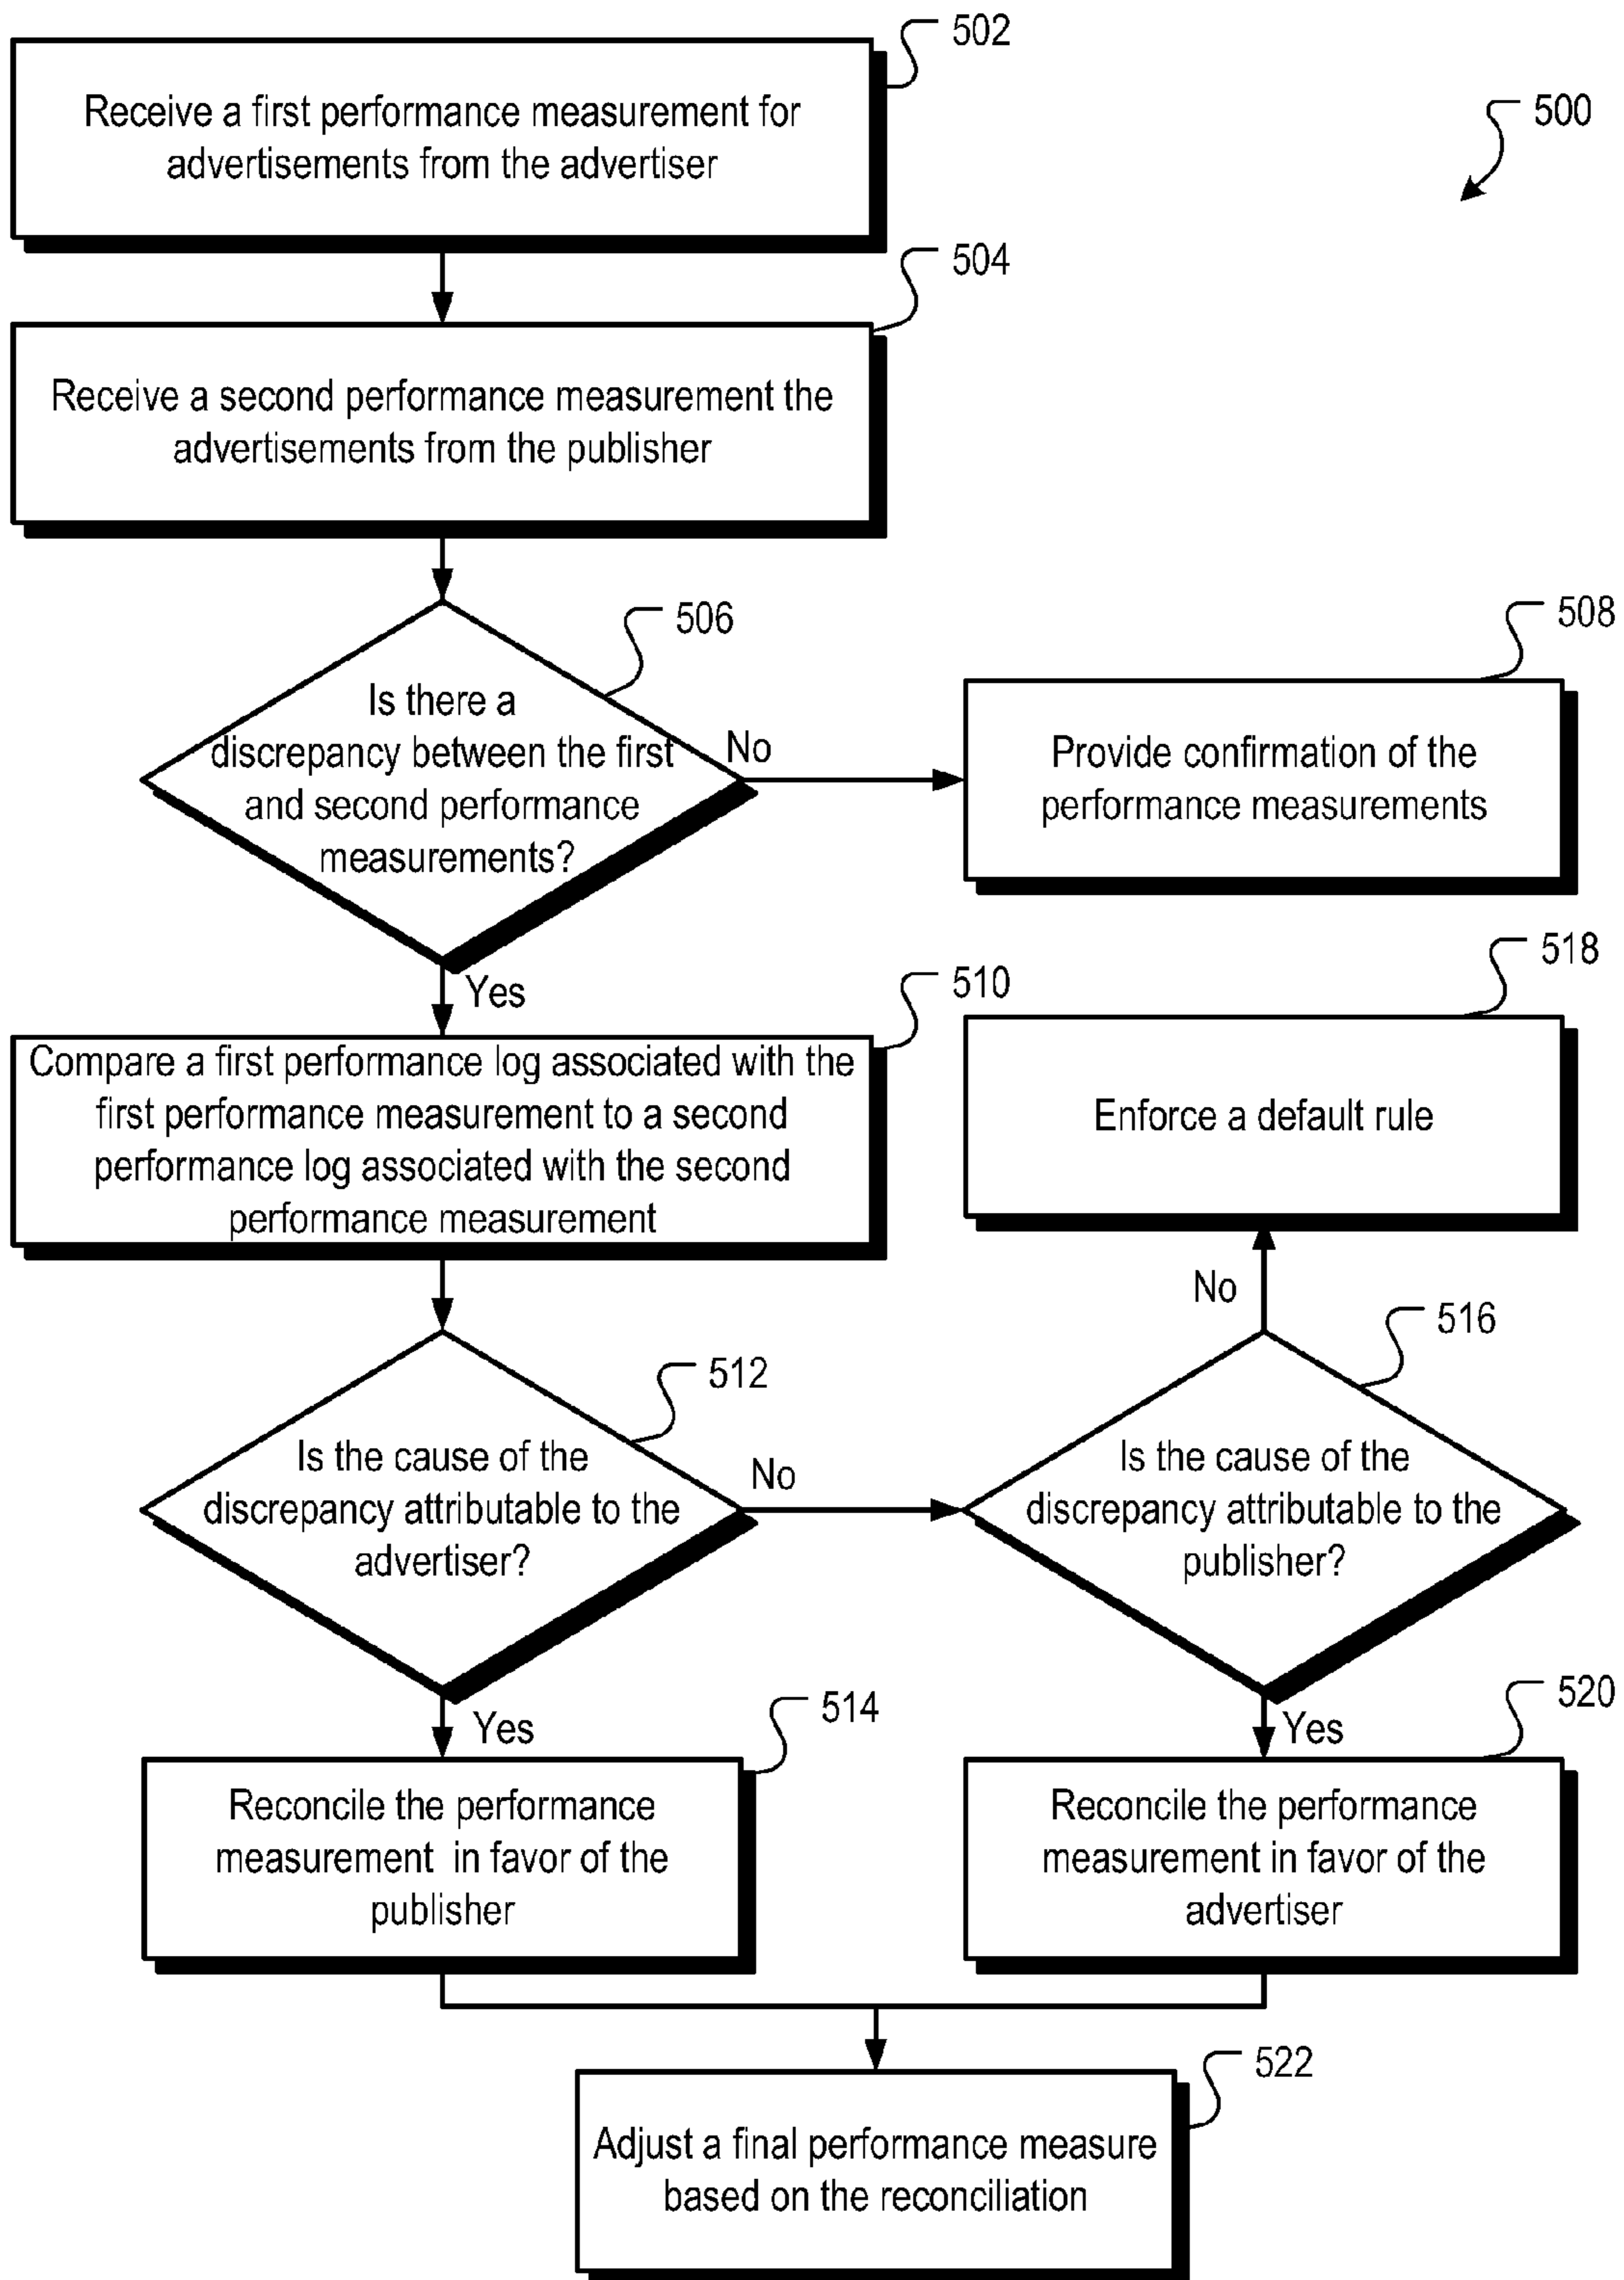 502
Receive a first performance measurement for
advertisements from the advertiser
500
504
Receive a second performance measurement the
advertisements from the publisher
506
Is there a
discrepancy between the first
and second performance
measurements?
No
508
Provide confirmation of the
performance measurements
Yes
510
Compare a first performance log associated with the
first performance measurement to a second
performance log associated with the second
performance measurement
518
Enforce a default rule
No
512
Is the cause of the
discrepancy attributable to the
advertiser?
No
516
Is the cause of the
discrepancy attributable to the
publisher?
Yes
514
Reconcile the performance
measurement in favor of the
publisher
Yes
520
Reconcile the performance
measurement in favor of the
advertiser
522
Adjust a final performance measure
based on the reconciliation